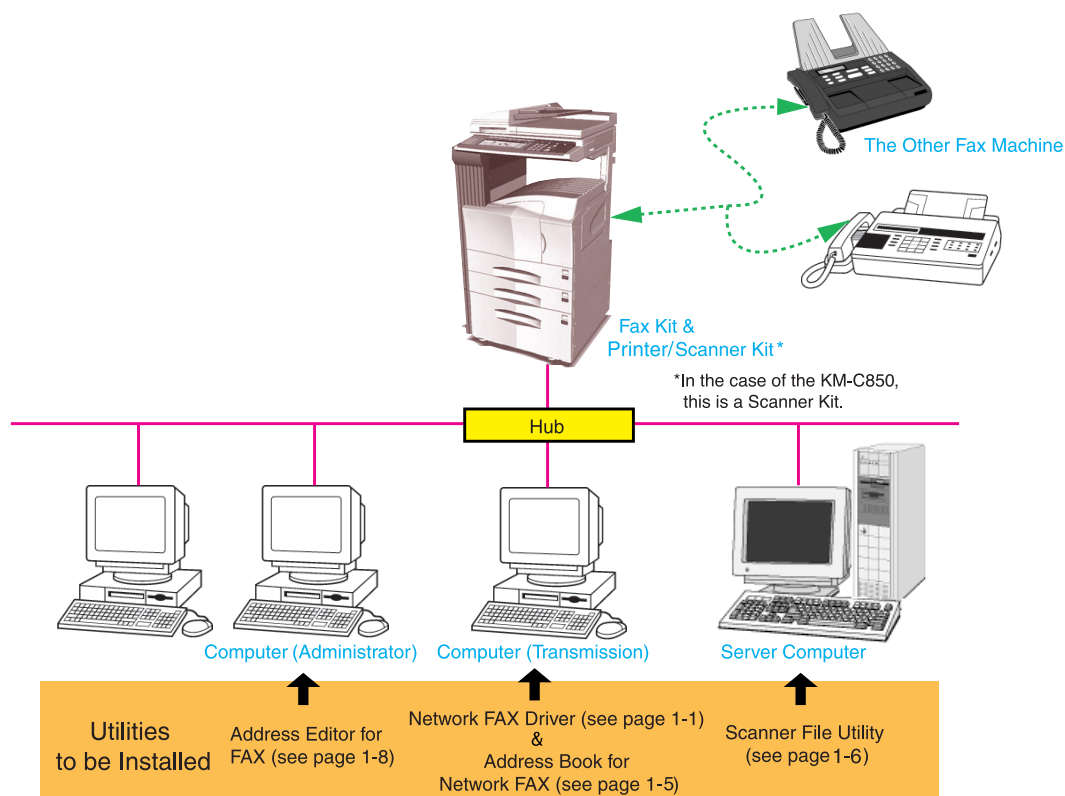 The Other Fax Machine
Fax Kit &
Printer/Scanner Kit*
*In the case of the KM-C850,
this is a Scanner Kit.
Hub
Computer (Administrator)
Computer (Transmission)
Server Computer
Utilities
to be Installed
Address Editor for
FAX (see page 1-8)
Network FAX Driver (see page 1-1)
&
Address Book for
Network FAX (see page 1-5)
Scanner File Utility
(see page 1-6)